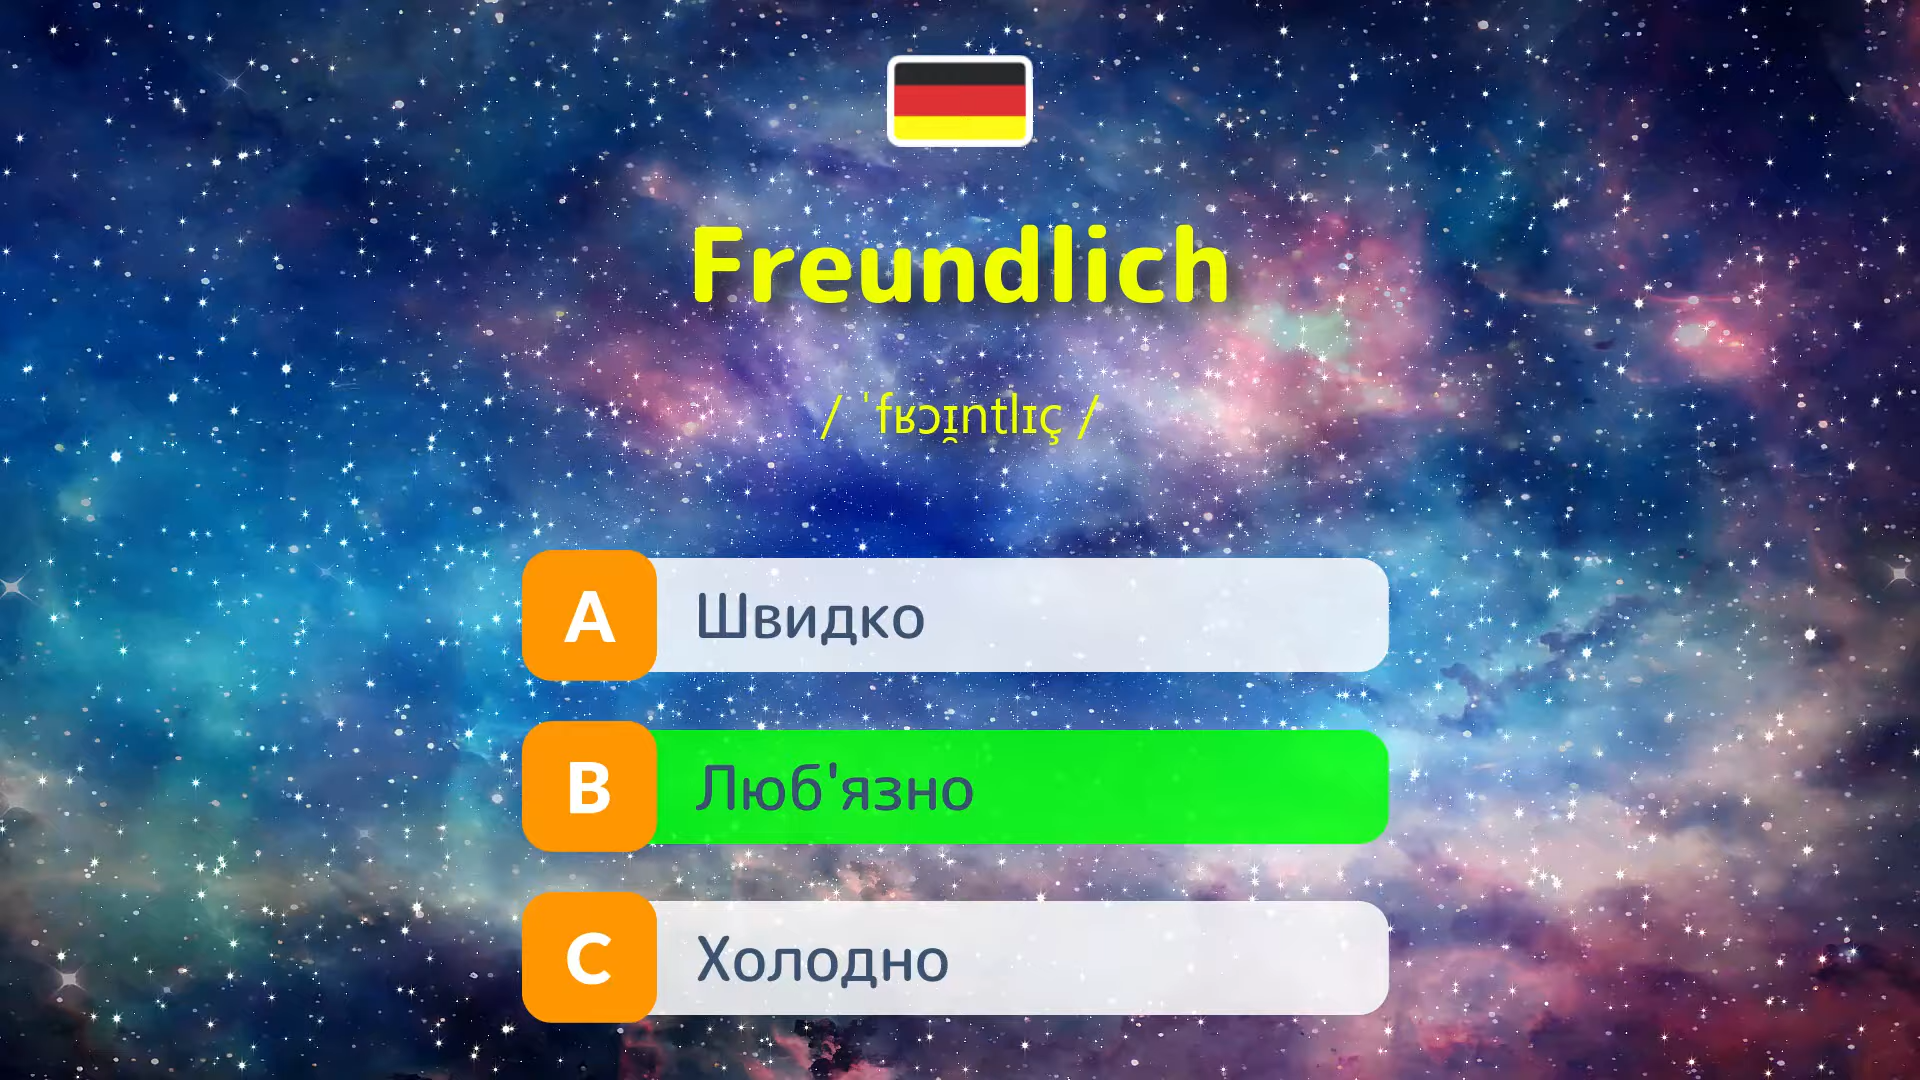 Freundlich
/ ˈfʁɔɪ̯ntlɪç /
A Швидко
B Люб'язно
C Холодно